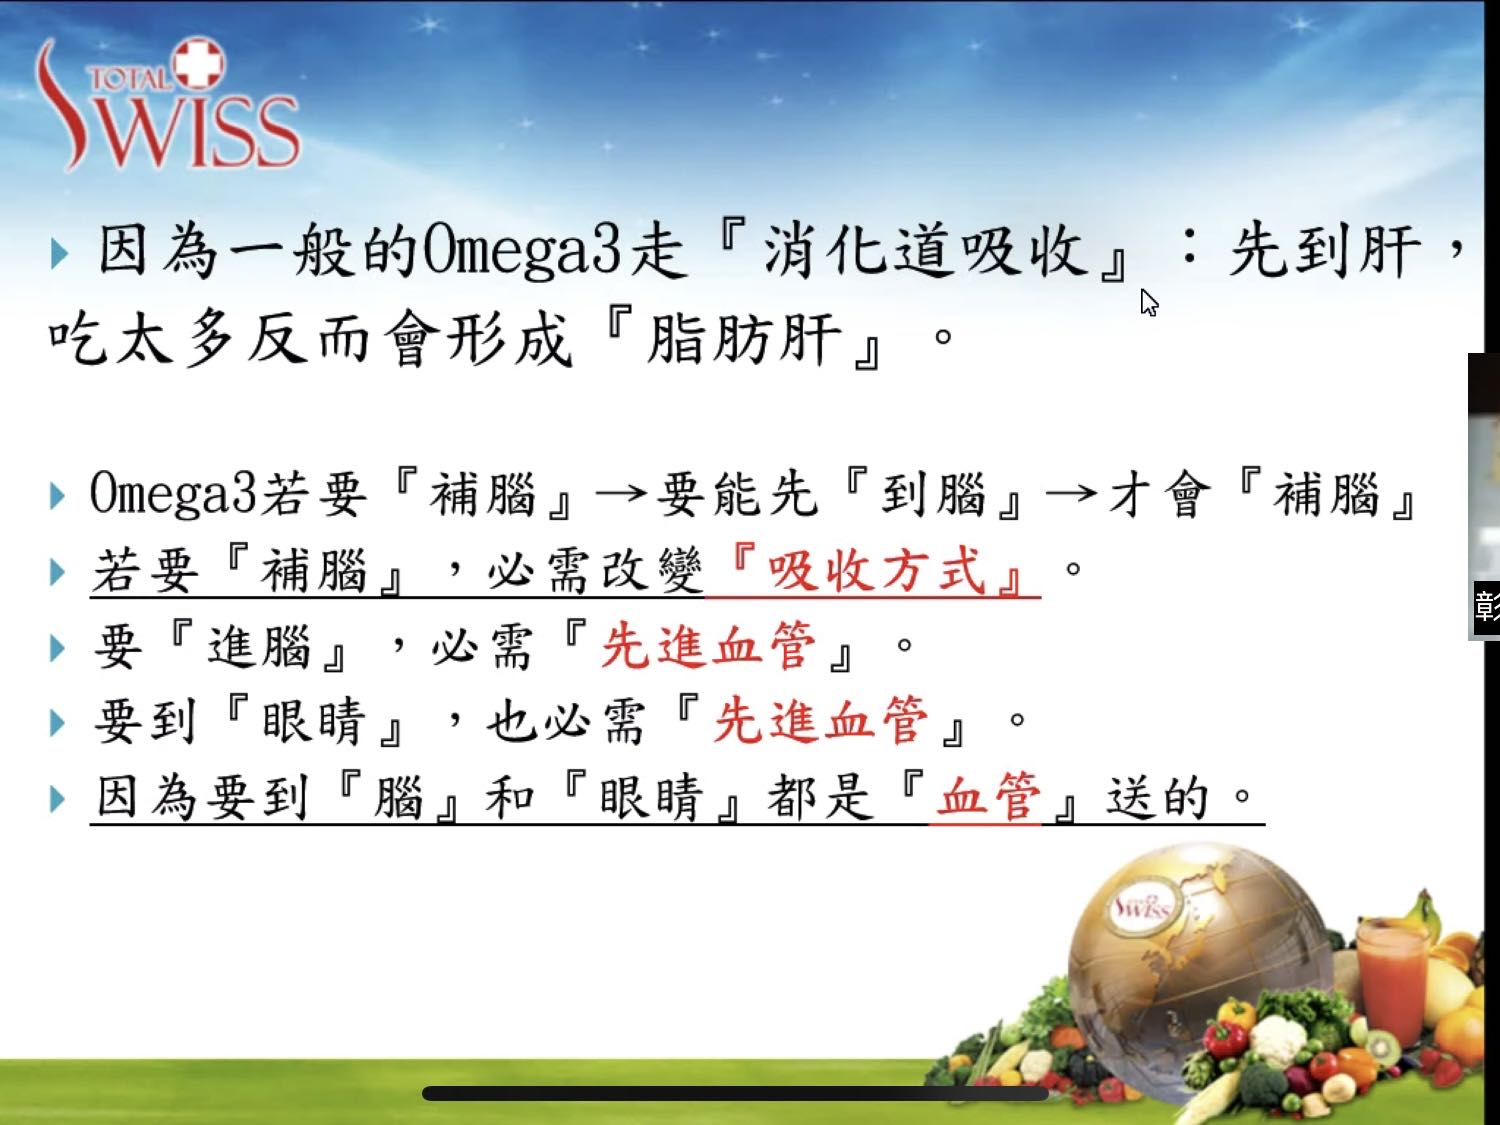 TOTAL
SWISS
因為一般的Omega3走『消化道吸收』：先到肝，
吃太多反而會形成『脂肪肝』。
Omega3若要『補腦』→要能先『到腦』→才會『補腦』
若要『補腦』，必需改變『吸收方式』。
要『進腦』，必需『先進血管』。
要到『眼睛』，也必需『先進血管』。
因為要到『腦』和『眼睛』都是『血管』送的。
SWISS
彰